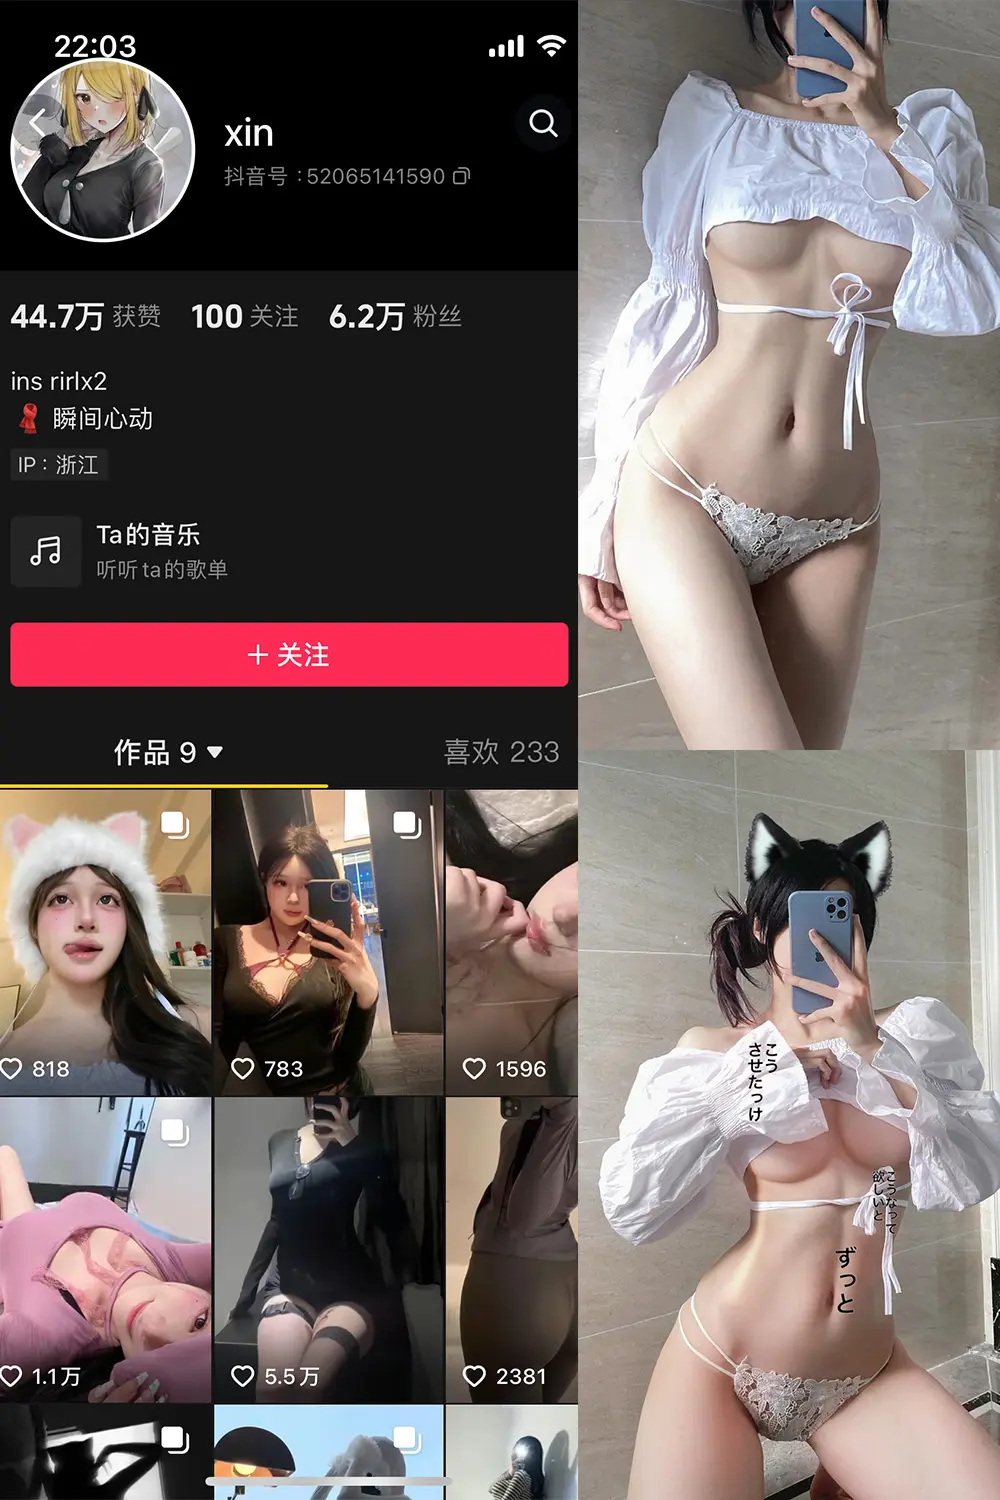 22:03
xin
抖音号：52065141590
44.7万 获赞 100 关注 6.2万 粉丝
ins rirlx2
🧣 瞬间心动
IP：浙江
Ta的音乐
听听ta的歌单
+ 关注
作品 9
喜欢 233
818
783
1596
1.1万
5.5万
2381
こう
させたっけ
こうなって
欲しいと
ずっと